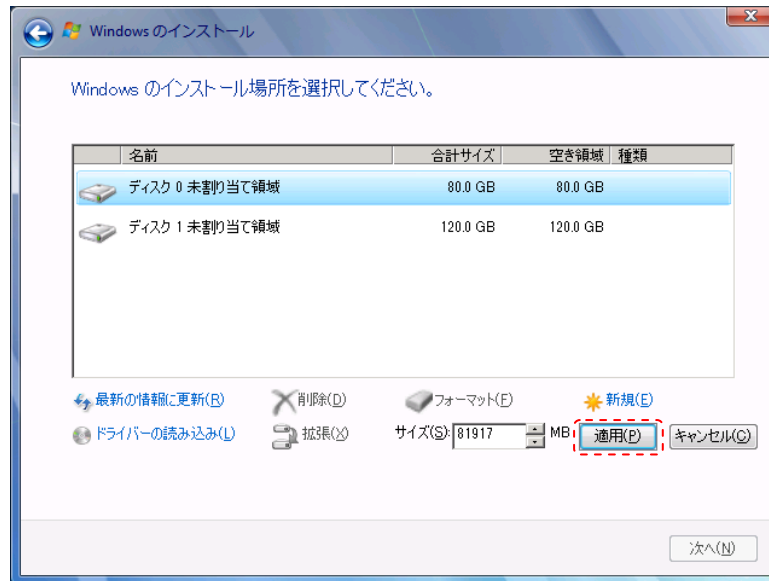 Windows のインストール
Windows のインストール場所を選択してください。
名前 合計サイズ 空き領域 種類
ディスク 0 未割り当て領域 80.0 GB 80.0 GB
ディスク 1 未割り当て領域 120.0 GB 120.0 GB
最新の情報に更新(R) 削除(D) フォーマット(F) 新規(E)
ドライバーの読み込み(L) 拡張(X) サイズ(S): 81917 MB 適用(P) キャンセル(C)
次へ(N)